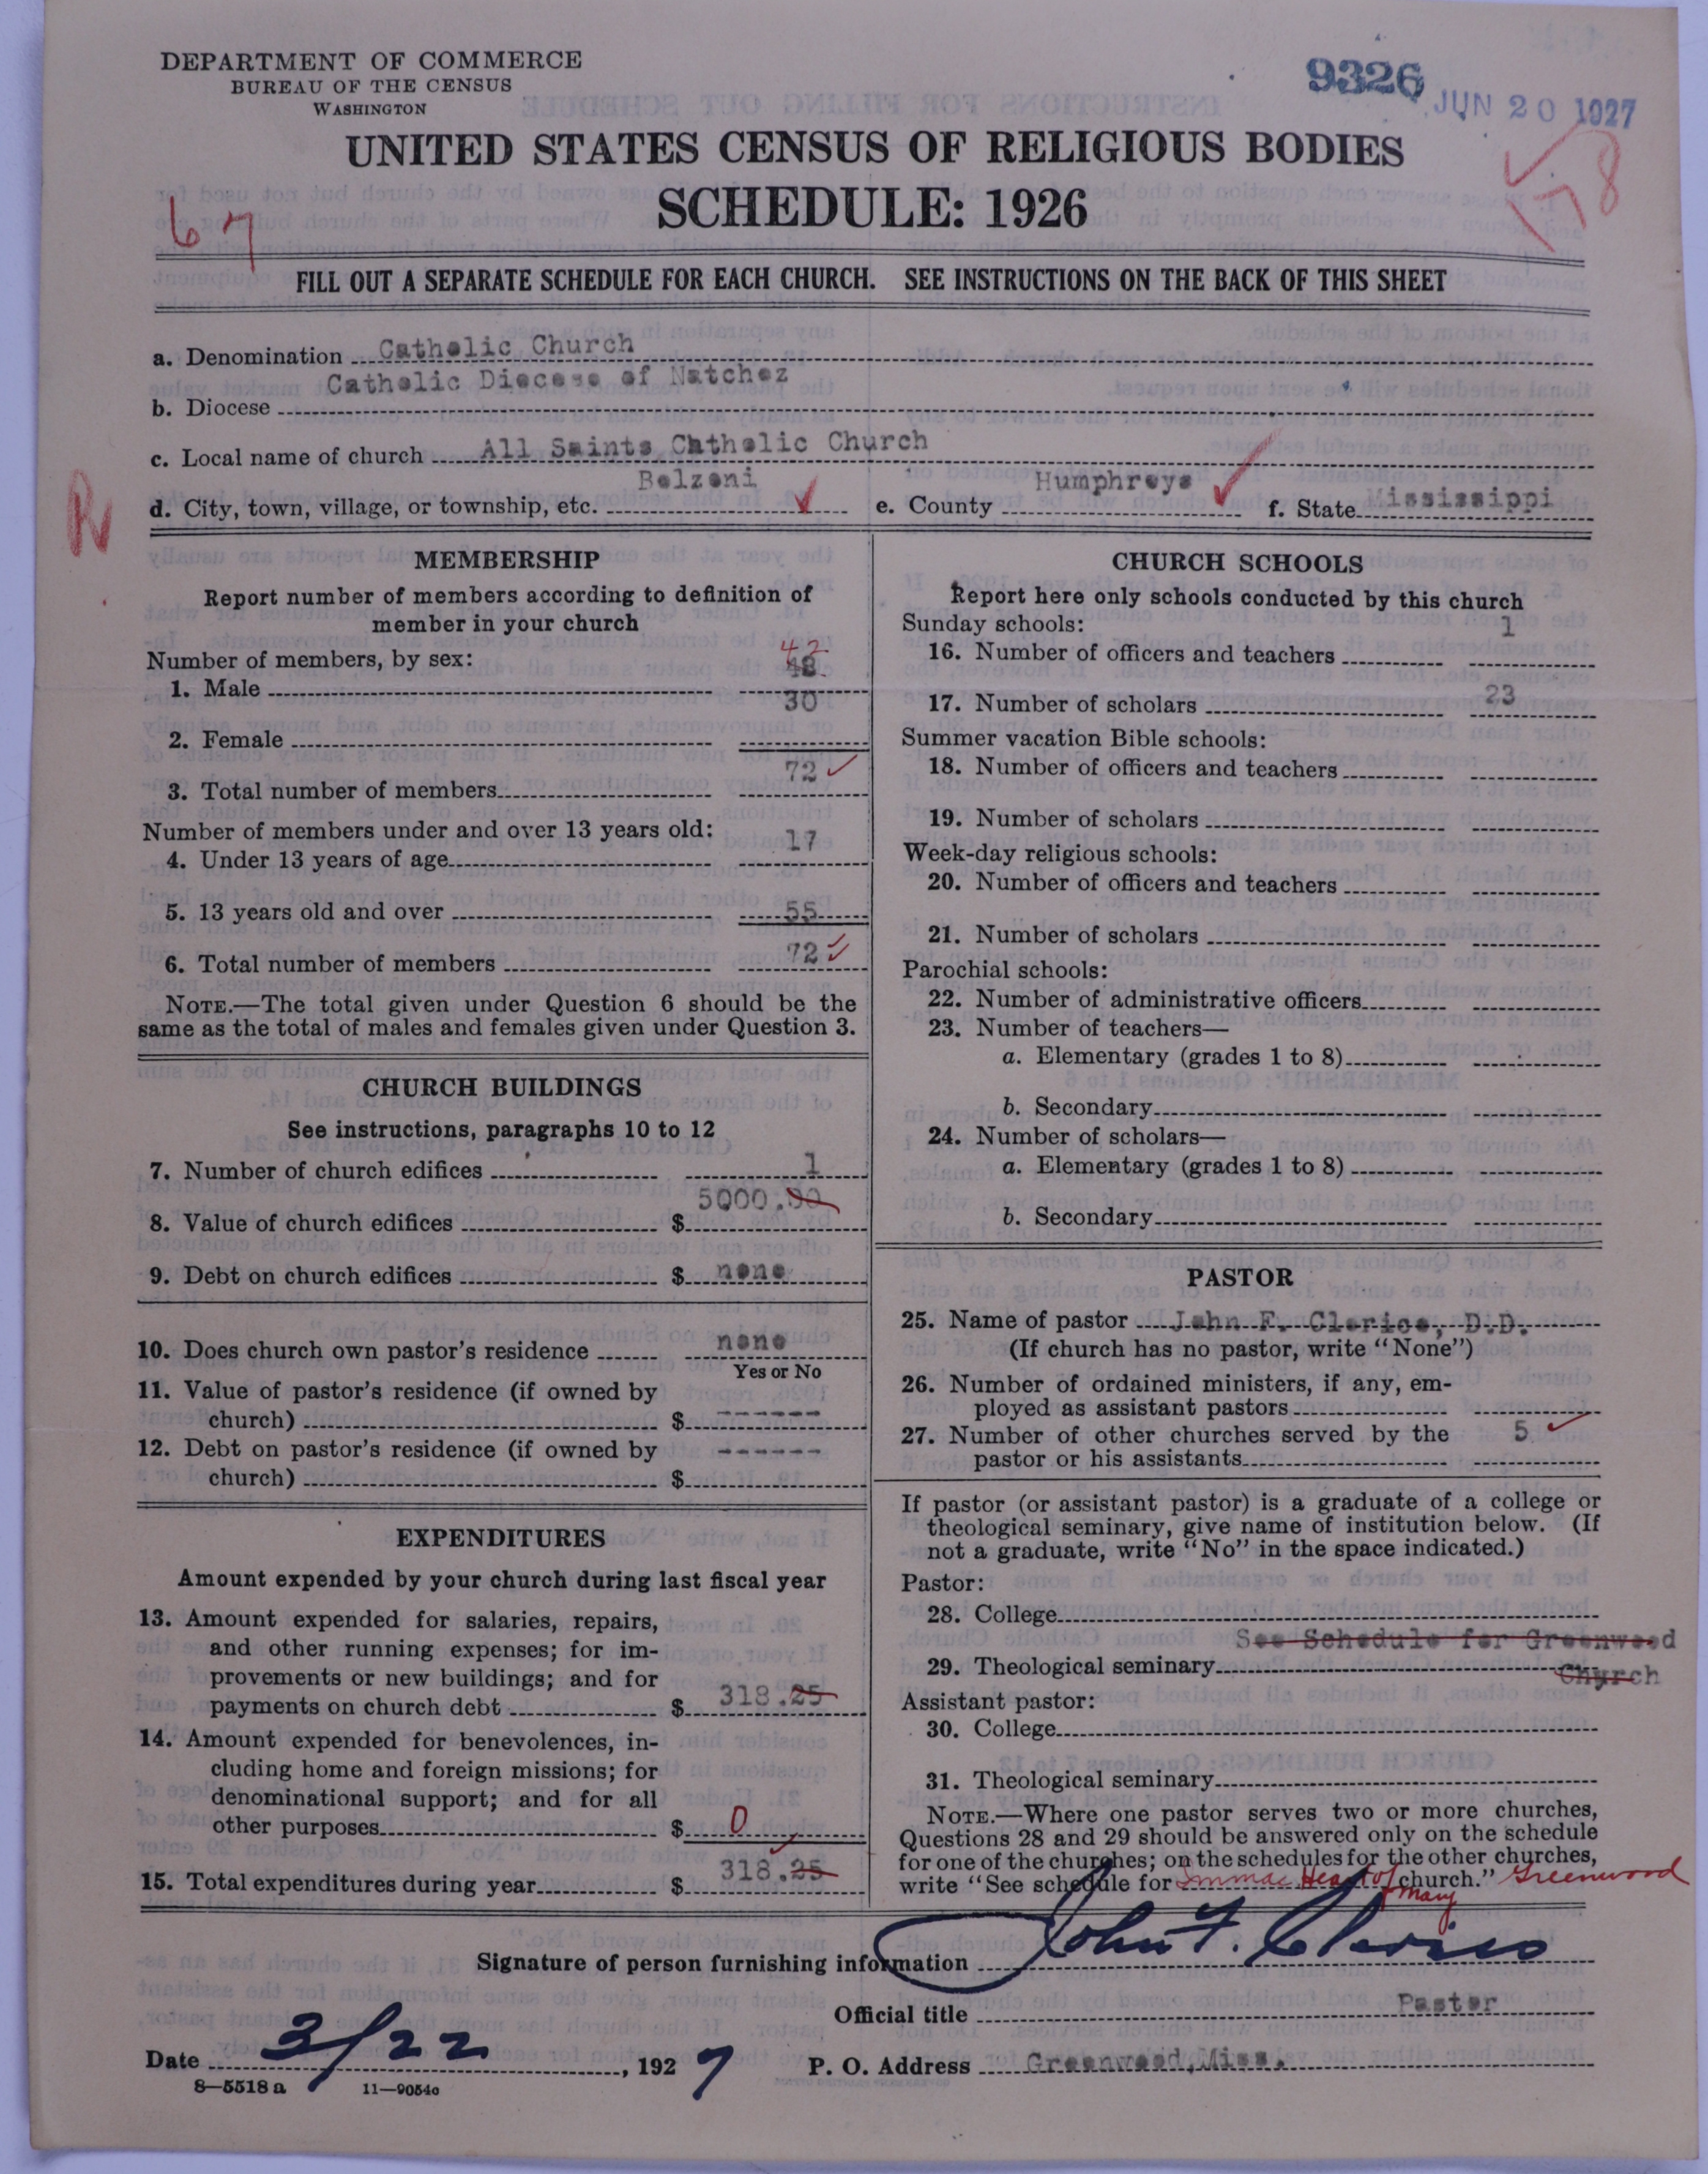 DEPARTMENT OF COMMERCE
BUREAU OF THE CENSUS
WASHINGTON
9326
JUN 20 1927
UNITED STATES CENSUS OF RELIGIOUS BODIES
SCHEDULE: 1926
67
178
FILL OUT A SEPARATE SCHEDULE FOR EACH CHURCH. SEE INSTRUCTIONS ON THE BACK OF THIS SHEET
a. Denomination Catholic Church
Catholic Diocese of Natchez
b. Diocese
c. Local name of church All Saints Chtholic Church
R
d. City, town, village, or township, etc. Belzoni e. County Humphreys f. State Mississippi
MEMBERSHIP
Report number of members according to definition of
member in your church
Number of members, by sex:
42
1. Male 48
2. Female 30
3. Total number of members 72
Number of members under and over 13 years old:
4. Under 13 years of age 17
5. 13 years old and over 55
6. Total number of members 72
NOTE.—The total given under Question 6 should be the
same as the total of males and females given under Question 3.
CHURCH BUILDINGS
See instructions, paragraphs 10 to 12
7. Number of church edifices 1
8. Value of church edifices $ 5000.00
9. Debt on church edifices $ none
10. Does church own pastor's residence none
Yes or No
11. Value of pastor's residence (if owned by
church) $ ------
12. Debt on pastor's residence (if owned by
church) $ ------
EXPENDITURES
Amount expended by your church during last fiscal year
13. Amount expended for salaries, repairs,
and other running expenses; for im-
provements or new buildings; and for
payments on church debt $ 318.25
14. Amount expended for benevolences, in-
cluding home and foreign missions; for
denominational support; and for all
other purposes $ 0
15. Total expenditures during year $ 318.25
CHURCH SCHOOLS
Report here only schools conducted by this church
Sunday schools:
16. Number of officers and teachers 1
17. Number of scholars 23
Summer vacation Bible schools:
18. Number of officers and teachers
19. Number of scholars
Week-day religious schools:
20. Number of officers and teachers
21. Number of scholars
Parochial schools:
22. Number of administrative officers
23. Number of teachers—
a. Elementary (grades 1 to 8)
b. Secondary
24. Number of scholars—
a. Elementary (grades 1 to 8)
b. Secondary
PASTOR
25. Name of pastor John F. Clerico, D.D.
(If church has no pastor, write "None")
26. Number of ordained ministers, if any, em-
ployed as assistant pastors
27. Number of other churches served by the 5
pastor or his assistants
If pastor (or assistant pastor) is a graduate of a college or
theological seminary, give name of institution below. (If
not a graduate, write "No" in the space indicated.)
Pastor:
28. College
See Schedule for Greenwood
29. Theological seminary Church
Assistant pastor:
30. College
31. Theological seminary
NOTE.—Where one pastor serves two or more churches,
Questions 28 and 29 should be answered only on the schedule
for one of the churches; on the schedules for the other churches,
write "See schedule for Immac Heart of Mary church." Greenwood
Signature of person furnishing information John F. Clerico
Official title Pastor
Date 3/22, 1927 P. O. Address Greenwood, Miss.
8—5518 a 11—9054a